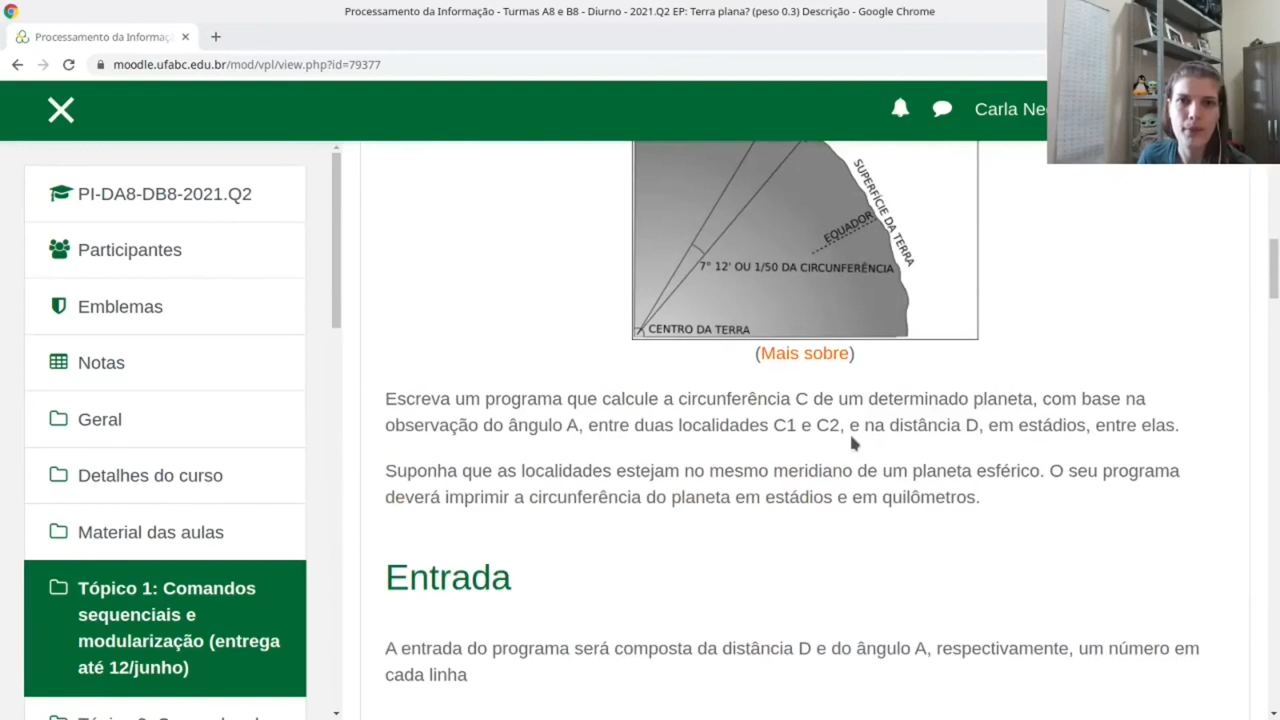 Processamento da Informação - Turmas A8 e B8 - Diurno - 2021.Q2 EP: Terra plana? (peso 0.3) Descrição - Google Chrome
Processamento da Informaç
moodle.ufabc.edu.br/mod/vpl/view.php?id=79377
Carla Ne
PI-DA8-DB8-2021.Q2
Participantes
Emblemas
Notas
Geral
Detalhes do curso
Material das aulas
Tópico 1: Comandos
sequenciais e
modularização (entrega
até 12/junho)
SUPERFÍCIE DA TERRA
EQUADOR
7° 12' OU 1/50 DA CIRCUNFERÊNCIA
CENTRO DA TERRA
(Mais sobre)
Escreva um programa que calcule a circunferência C de um determinado planeta, com base na
observação do ângulo A, entre duas localidades C1 e C2, e na distância D, em estádios, entre elas.
Suponha que as localidades estejam no mesmo meridiano de um planeta esférico. O seu programa
deverá imprimir a circunferência do planeta em estádios e em quilômetros.
Entrada
A entrada do programa será composta da distância D e do ângulo A, respectivamente, um número em
cada linha